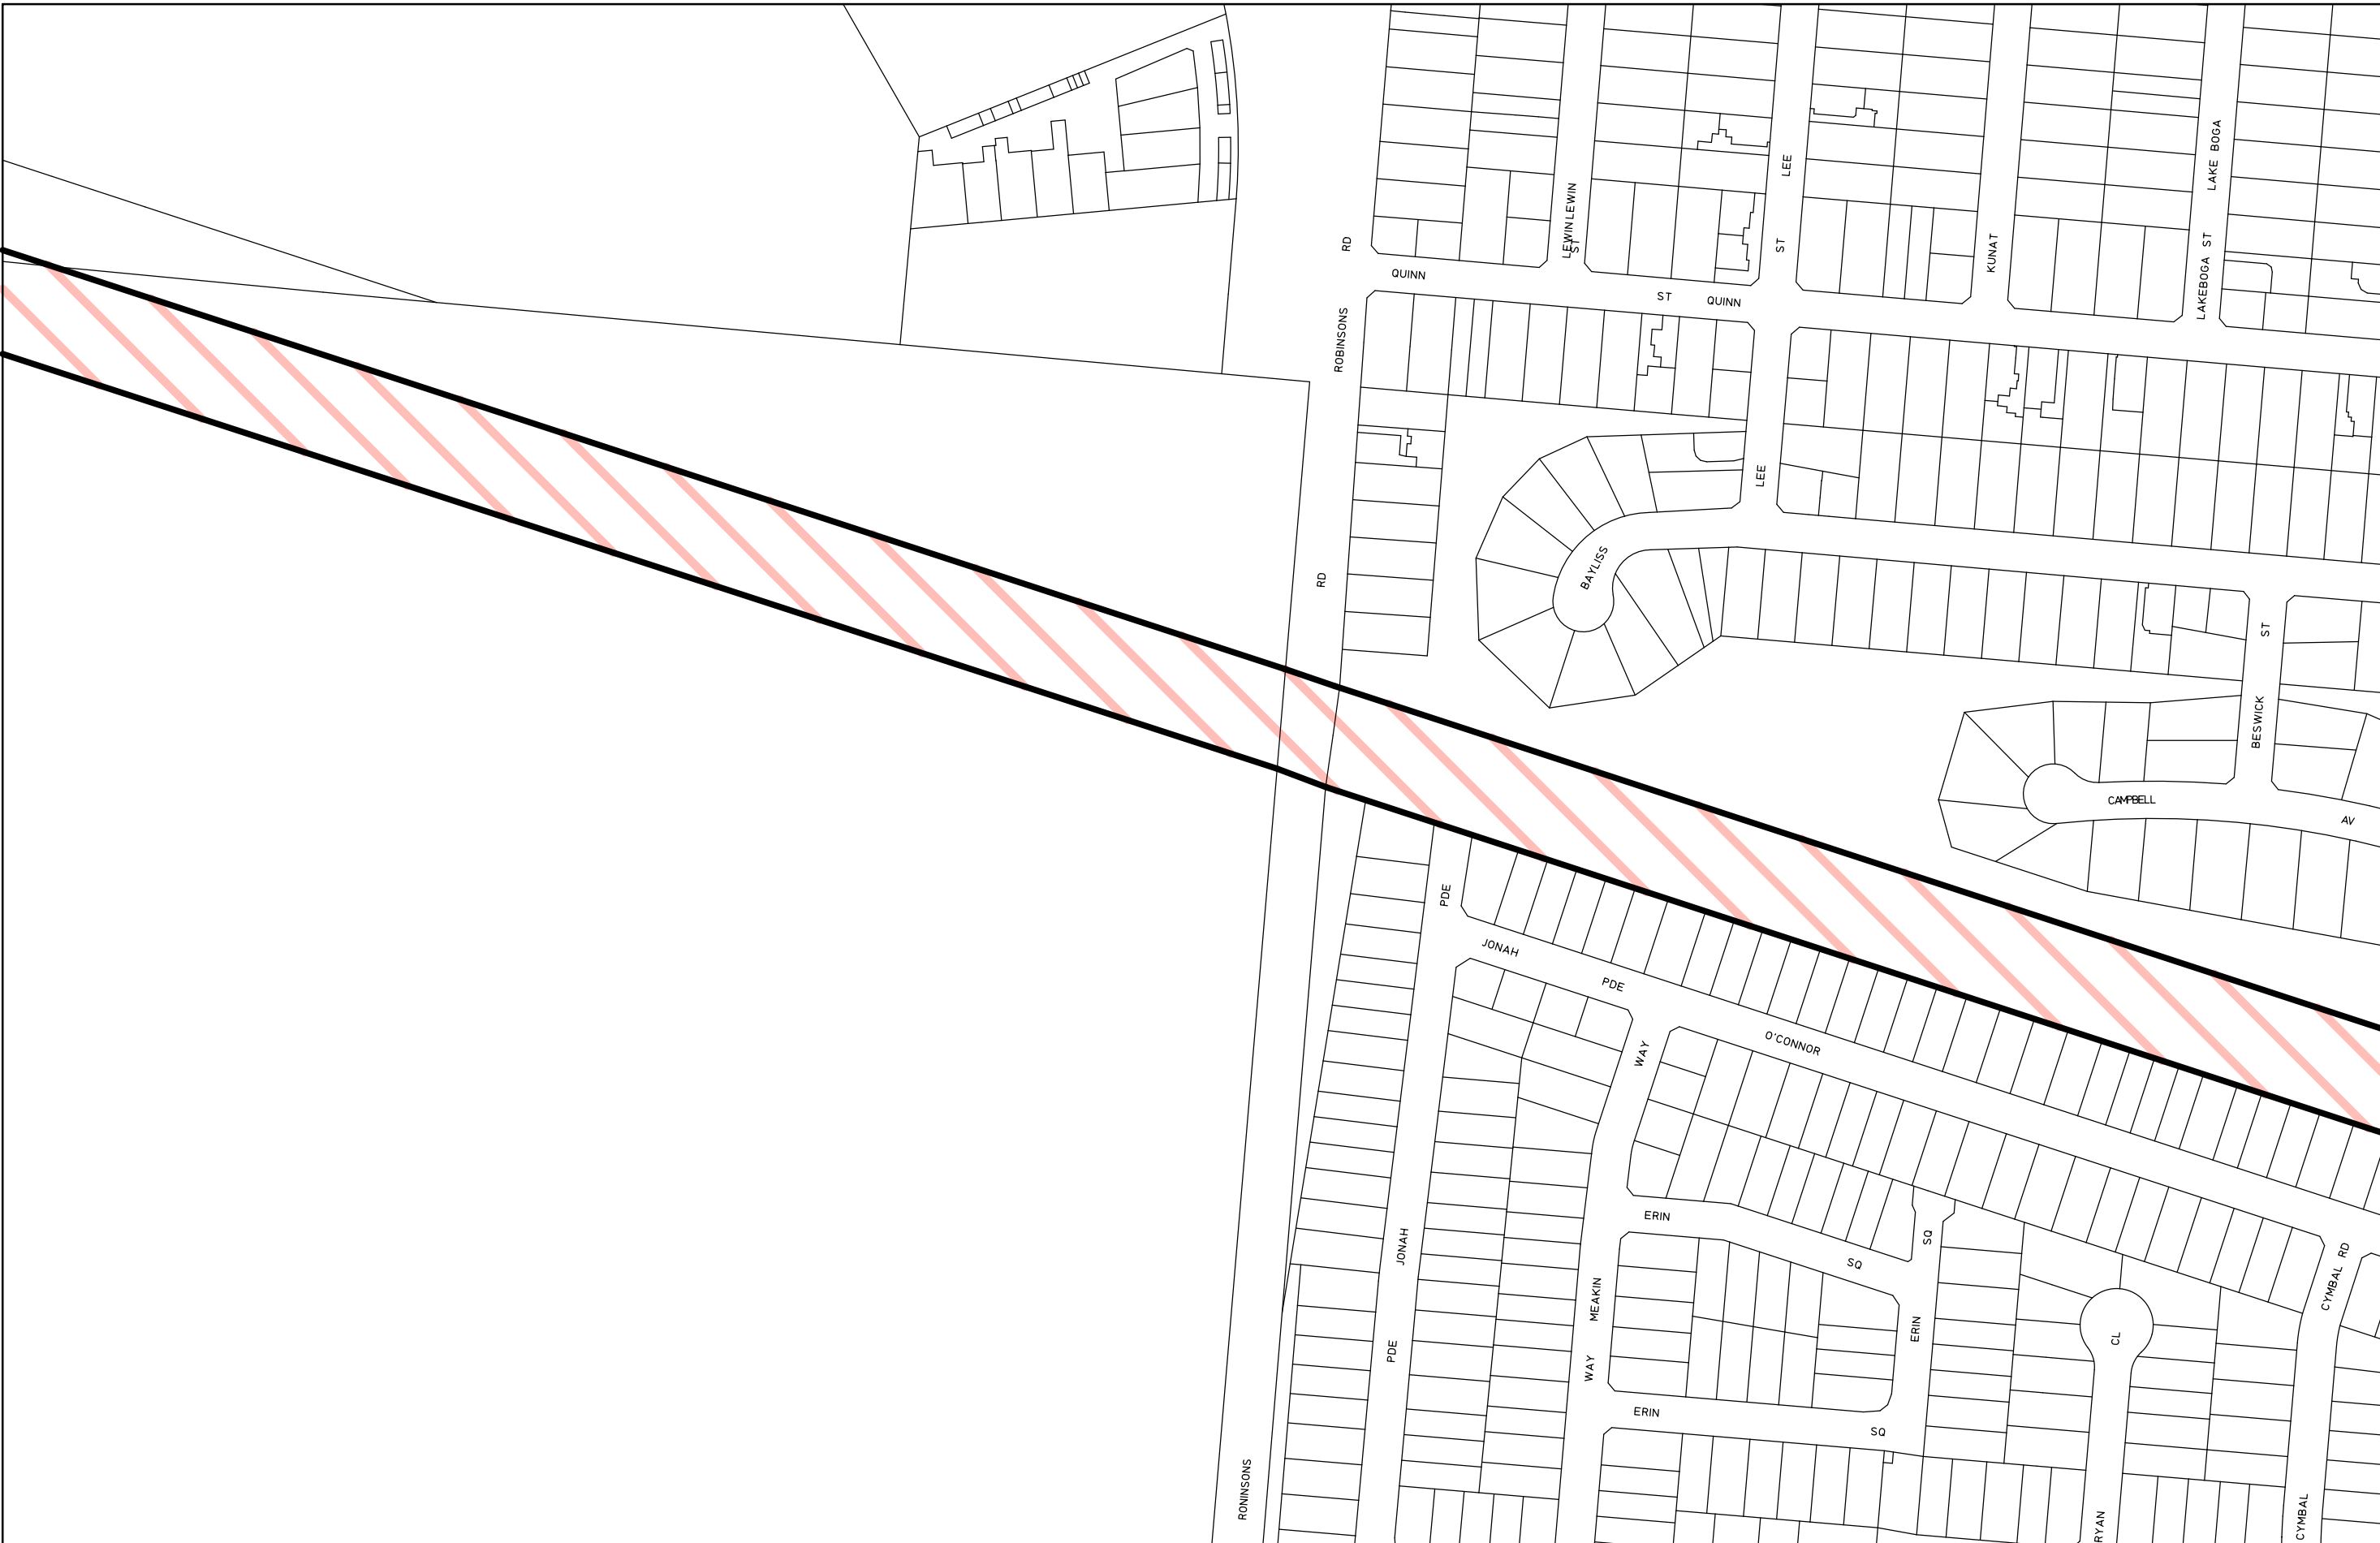 LAKE BOGA
LEE
LEWIN
LEWIN
ST
RD
ST
KUNAT
ST
LAKEBOGA
QUINN
ST
QUINN
ROBINSONS
LEE
BAYLISS
RD
ST
BESWICK
CAMPBELL
AV
PDE
JONAH
PDE
O'CONNOR
WAY
ERIN
SQ
SQ
JONAH
CYMBAL RD
MEAKIN
ERIN
CL
PDE
WAY
ERIN
SQ
RONINSONS
RYAN
CYMBAL